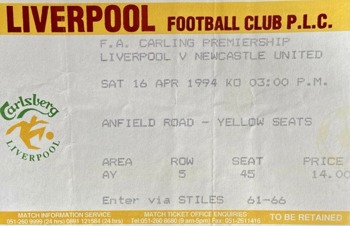 LIVERPOOL FOOTBALL CLUB P.L.C.
F.A. CARLING PREMIERSHIP
LIVERPOOL V NEWCASTLE UNITED
SAT 16 APR 1994 KO 03:00 P.M.
Carlsberg
LIVERPOOL
ANFIELD ROAD - YELLOW SEATS
AREA ROW SEAT PRICE
AY 5 45 14.00
Enter via STILES 61-66
MATCH INFORMATION SERVICE
MATCH TICKET OFFICE ENQUIRIES
TO BE RETAINED